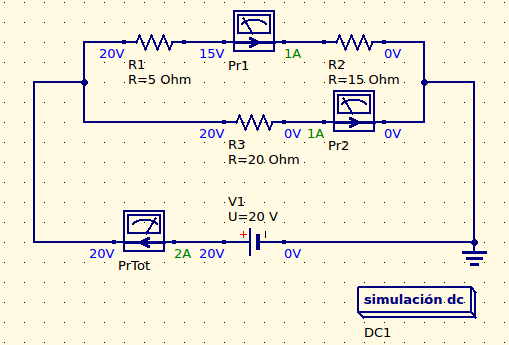 20V 15V 1A 0V
R1
R=5 Ohm
Pr1
R2
R=15 Ohm
20V 0V 1A 0V
R3
R=20 Ohm
Pr2
V1
U=20 V
+
20V 2A 20V 0V
PrTot
simulación dc
DC1